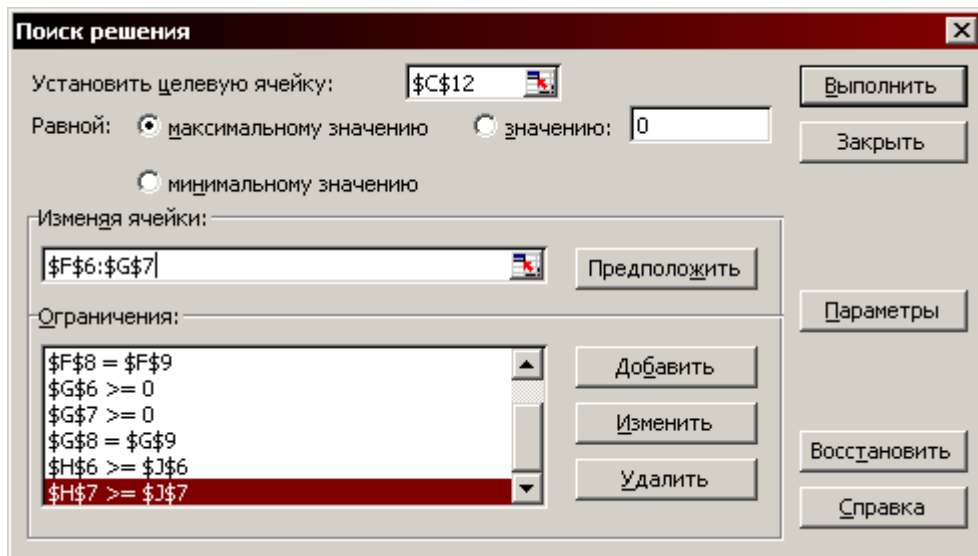 Поиск решения
Установить целевую ячейку: $C$12
Выполнить
Равной: максимальному значению значению: 0
Закрыть
минимальному значению
Изменяя ячейки:
$F$6:$G$7
Предположить
Параметры
Ограничения:
$F$8 = $F$9
$G$6 >= 0
$G$7 >= 0
$G$8 = $G$9
$H$6 >= $J$6
$H$7 >= $J$7
Добавить
Изменить
Удалить
Восстановить
Справка